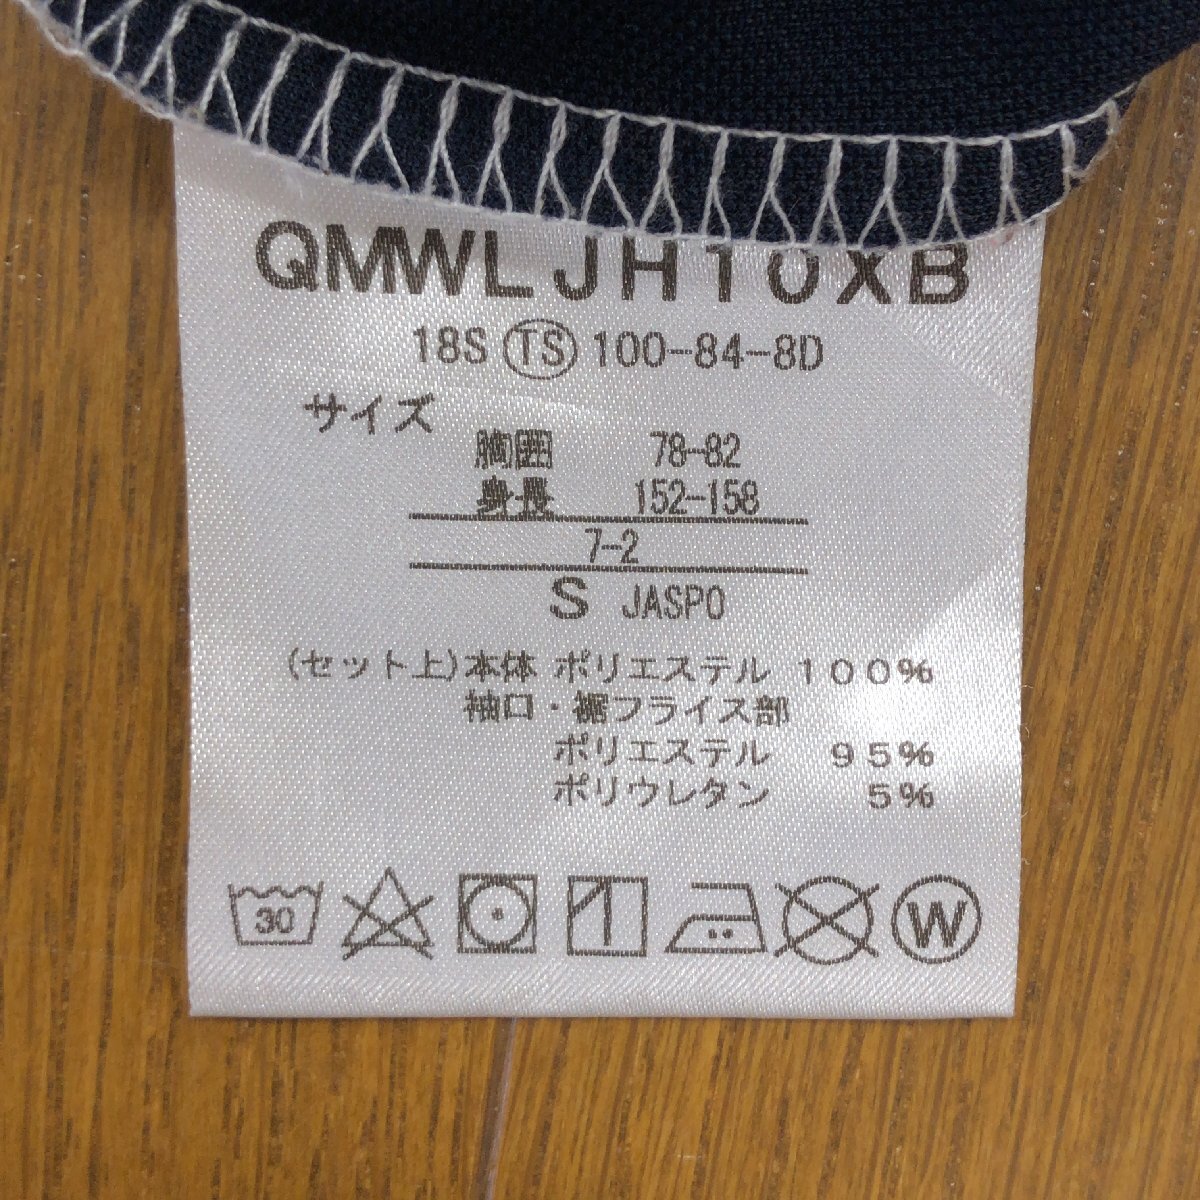 QMWLJH10XB
18S TS 100-84-8D
サイズ
胸囲 78-82
身長 152-158
7-2
S JASPO
(セット上)本体 ポリエステル 100%
袖口・裾フライス部
ポリエステル 95%
ポリウレタン 5%
30 W